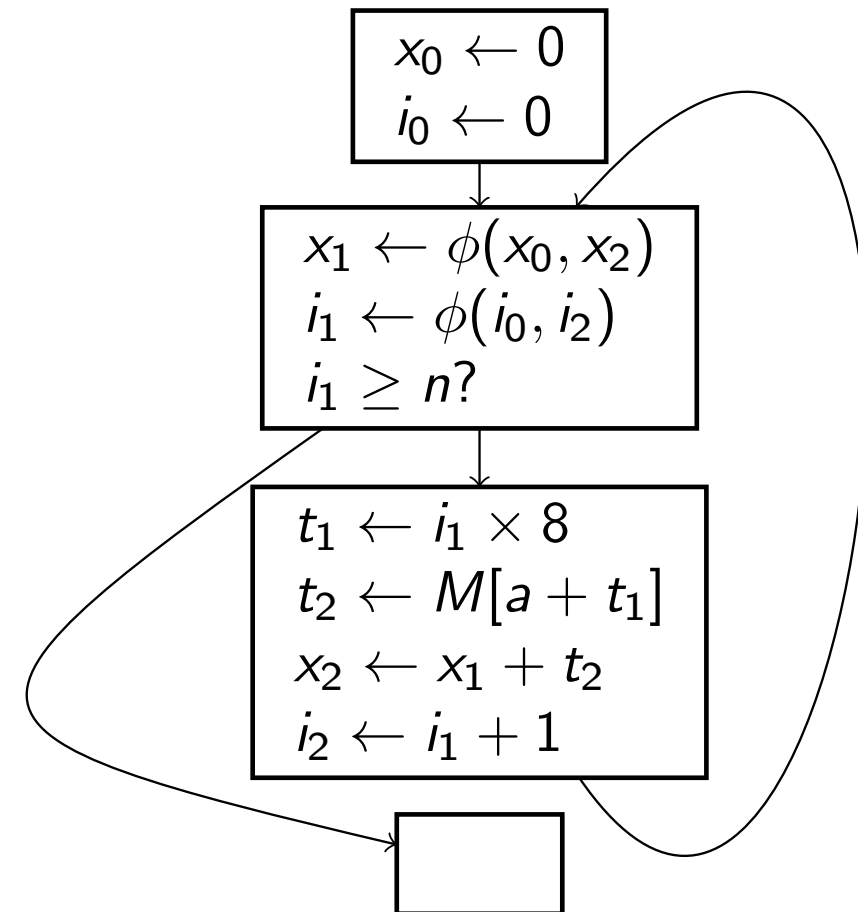 x₀ ← 0
i₀ ← 0
x₁ ← ϕ(x₀, x₂)
i₁ ← ϕ(i₀, i₂)
i₁ ≥ n?
t₁ ← i₁ × 8
t₂ ← M[a + t₁]
x₂ ← x₁ + t₂
i₂ ← i₁ + 1